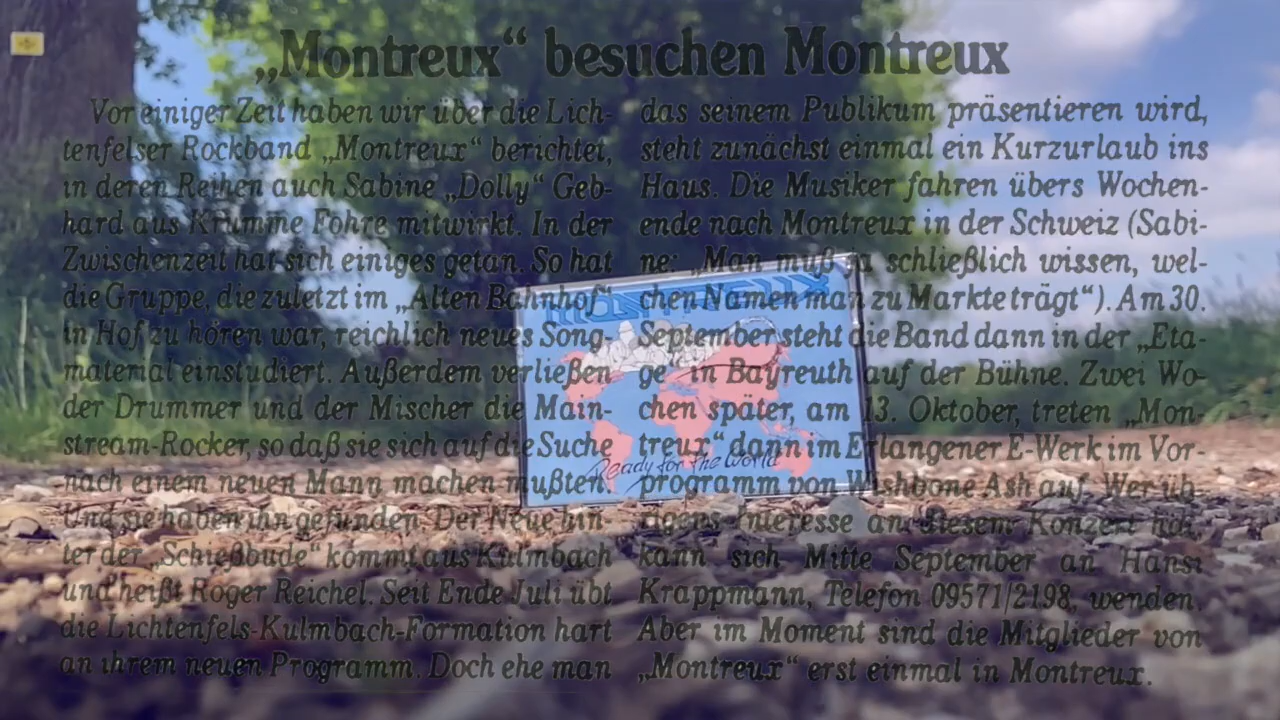 „Montreux“ besuchen Montreux
Vor einiger Zeit haben wir über die Lich-
tenfelser Rockband „Montreux“ berichtet,
in deren Reihen auch Sabine „Dolly“ Geb-
hard aus Krumme Fohre mitwirkt. In der
Zwischenzeit hat sich einiges getan. So hat
die Gruppe, die zuletzt im „Alten Bahnhof“
in Hof zu hören war, reichlich neues Song-
material einstudiert. Außerdem verließen
der Drummer und der Mischer die Main-
stream-Rocker, so daß sie sich auf die Suche
nach einem neuen Mann machen mußten.
Und sie haben ihn gefunden. Der Neue hin-
ter der „Schießbude“ kommt aus Kulmbach
und heißt Roger Reichel. Seit Ende Juli übt
die Lichtenfels-Kulmbach-Formation hart
an ihrem neuen Programm. Doch ehe man
das seinem Publikum präsentieren wird,
steht zunächst einmal ein Kurzurlaub ins
Haus. Die Musiker fahren übers Wochen-
ende nach Montreux in der Schweiz (Sabi-
ne: „Man muß ja schließlich wissen, wel-
chen Namen man zu Markte trägt“). Am 30.
September steht die Band dann in der „Eta-
ge“ in Bayreuth auf der Bühne. Zwei Wo-
chen später, am 13. Oktober, treten „Mon-
treux“ dann im Erlangener E-Werk im Vor-
programm von Wishbone Ash auf. Wer üb-
rigens Interesse an diesem Konzert hat,
kann sich Mitte September an Hansi
Krappmann, Telefon 09571/2198, wenden.
Aber im Moment sind die Mitglieder von
„Montreux“ erst einmal in Montreux.
MONTREUX
Ready for the World